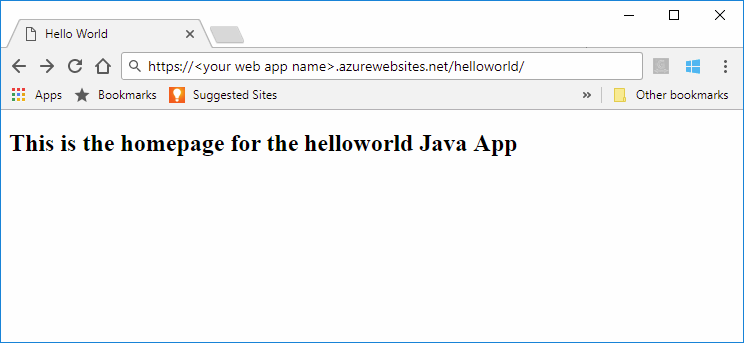 Hello World
https://<your web app name>.azurewebsites.net/helloworld/
Apps Bookmarks Suggested Sites » Other bookmarks
This is the homepage for the helloworld Java App